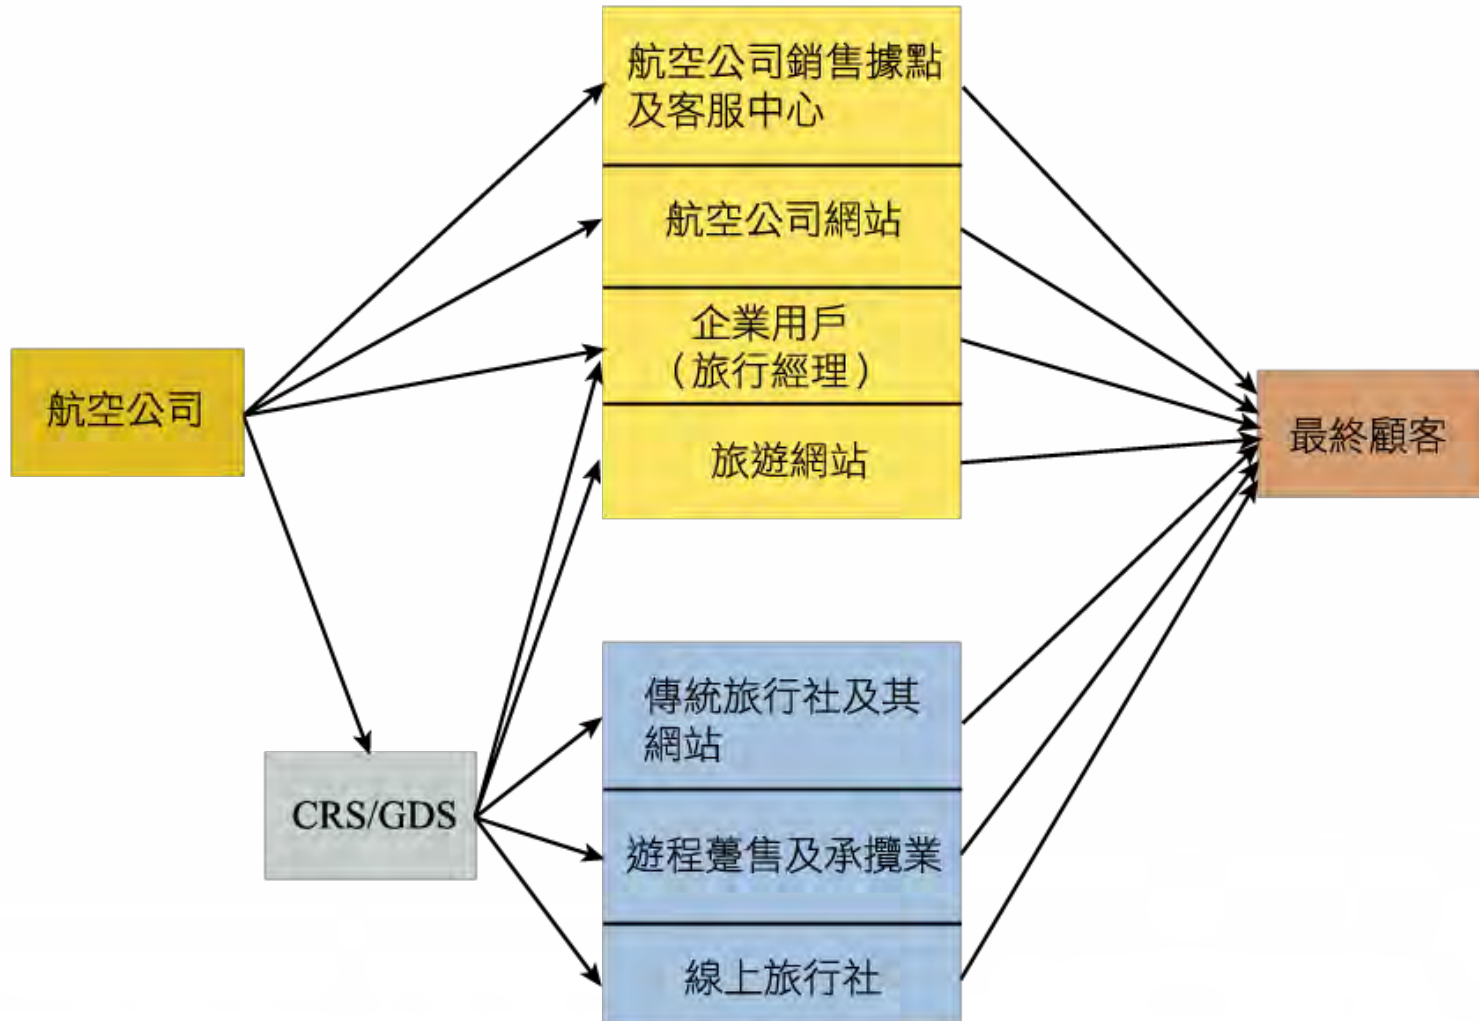 航空公司銷售據點
及客服中心
航空公司網站
企業用戶
（旅行經理）
旅遊網站
航空公司
最終顧客
CRS/GDS
傳統旅行社及其
網站
遊程躉售及承攬業
線上旅行社